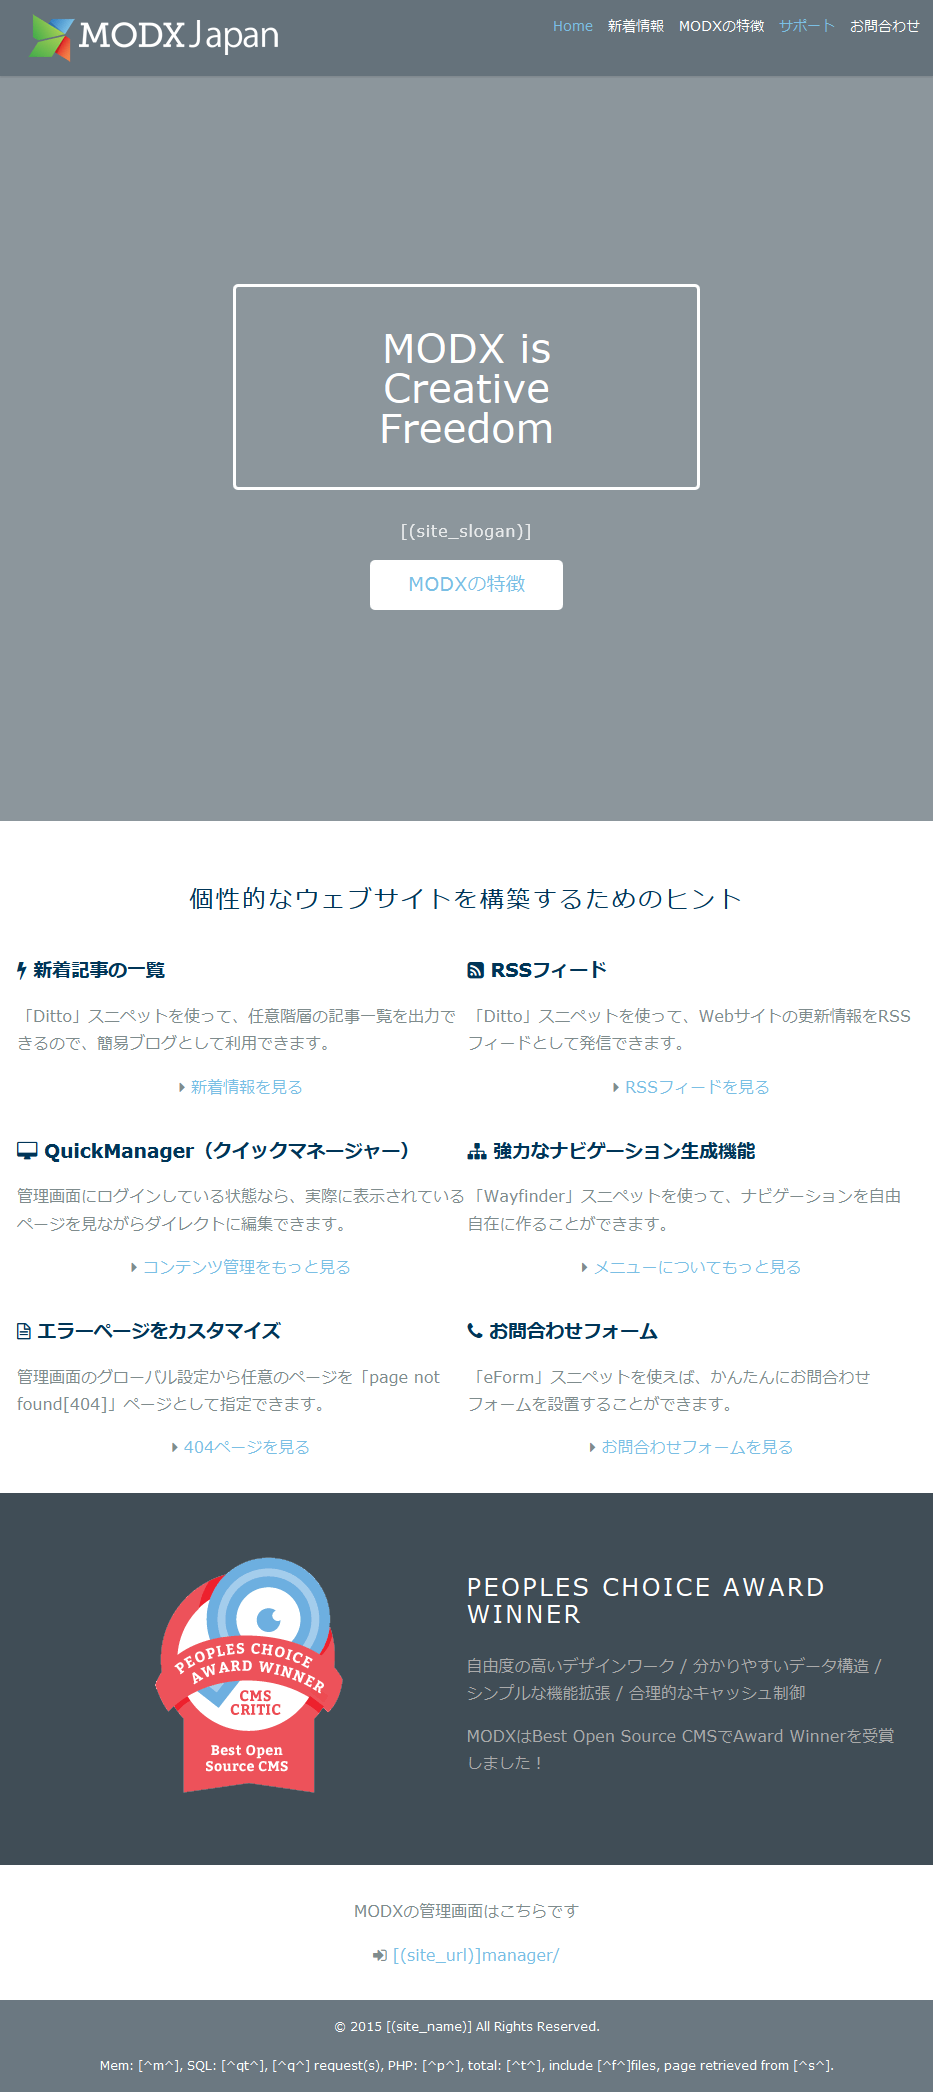 MODX Japan
Home 新着情報 MODXの特徴 サポート お問合わせ
MODX is
Creative
Freedom
[(site_slogan)]
MODXの特徴
個性的なウェブサイトを構築するためのヒント
新着記事の一覧
「Ditto」スニペットを使って、任意階層の記事一覧を出力で
きるので、簡易ブログとして利用できます。
新着情報を見る
RSSフィード
「Ditto」スニペットを使って、Webサイトの更新情報をRSS
フィードとして発信できます。
RSSフィードを見る
QuickManager（クイックマネージャー）
管理画面にログインしている状態なら、実際に表示されている
ページを見ながらダイレクトに編集できます。
コンテンツ管理をもっと見る
強力なナビゲーション生成機能
「Wayfinder」スニペットを使って、ナビゲーションを自由
自在に作ることができます。
メニューについてもっと見る
エラーページをカスタマイズ
管理画面のグローバル設定から任意のページを「page not
found[404]」ページとして指定できます。
404ページを見る
お問合わせフォーム
「eForm」スニペットを使えば、かんたんにお問合わせ
フォームを設置することができます。
お問合わせフォームを見る
PEOPLES CHOICE
AWARD WINNER
CMS
CRITIC
Best Open
Source CMS
PEOPLES CHOICE AWARD
WINNER
自由度の高いデザインワーク / 分かりやすいデータ構造 /
シンプルな機能拡張 / 合理的なキャッシュ制御
MODXはBest Open Source CMSでAward Winnerを受賞
しました！
MODXの管理画面はこちらです
[(site_url)]manager/
© 2015 [(site_name)] All Rights Reserved.
Mem: [^m^], SQL: [^qt^], [^q^] request(s), PHP: [^p^], total: [^t^], include [^f^]files, page retrieved from [^s^].